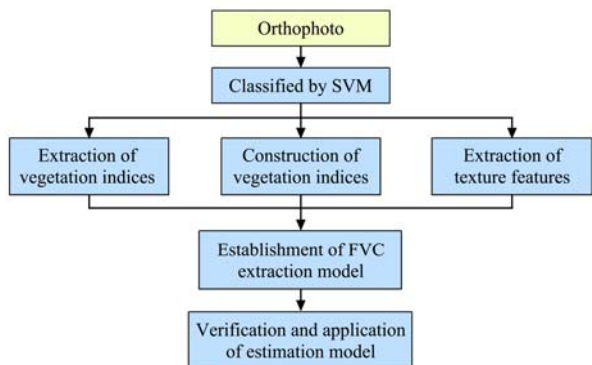 Orthophoto
Classified by SVM
Extraction of
vegetation indices
Construction of
vegetation indices
Extraction of
texture features
Establishment of FVC
extraction model
Verification and application
of estimation model